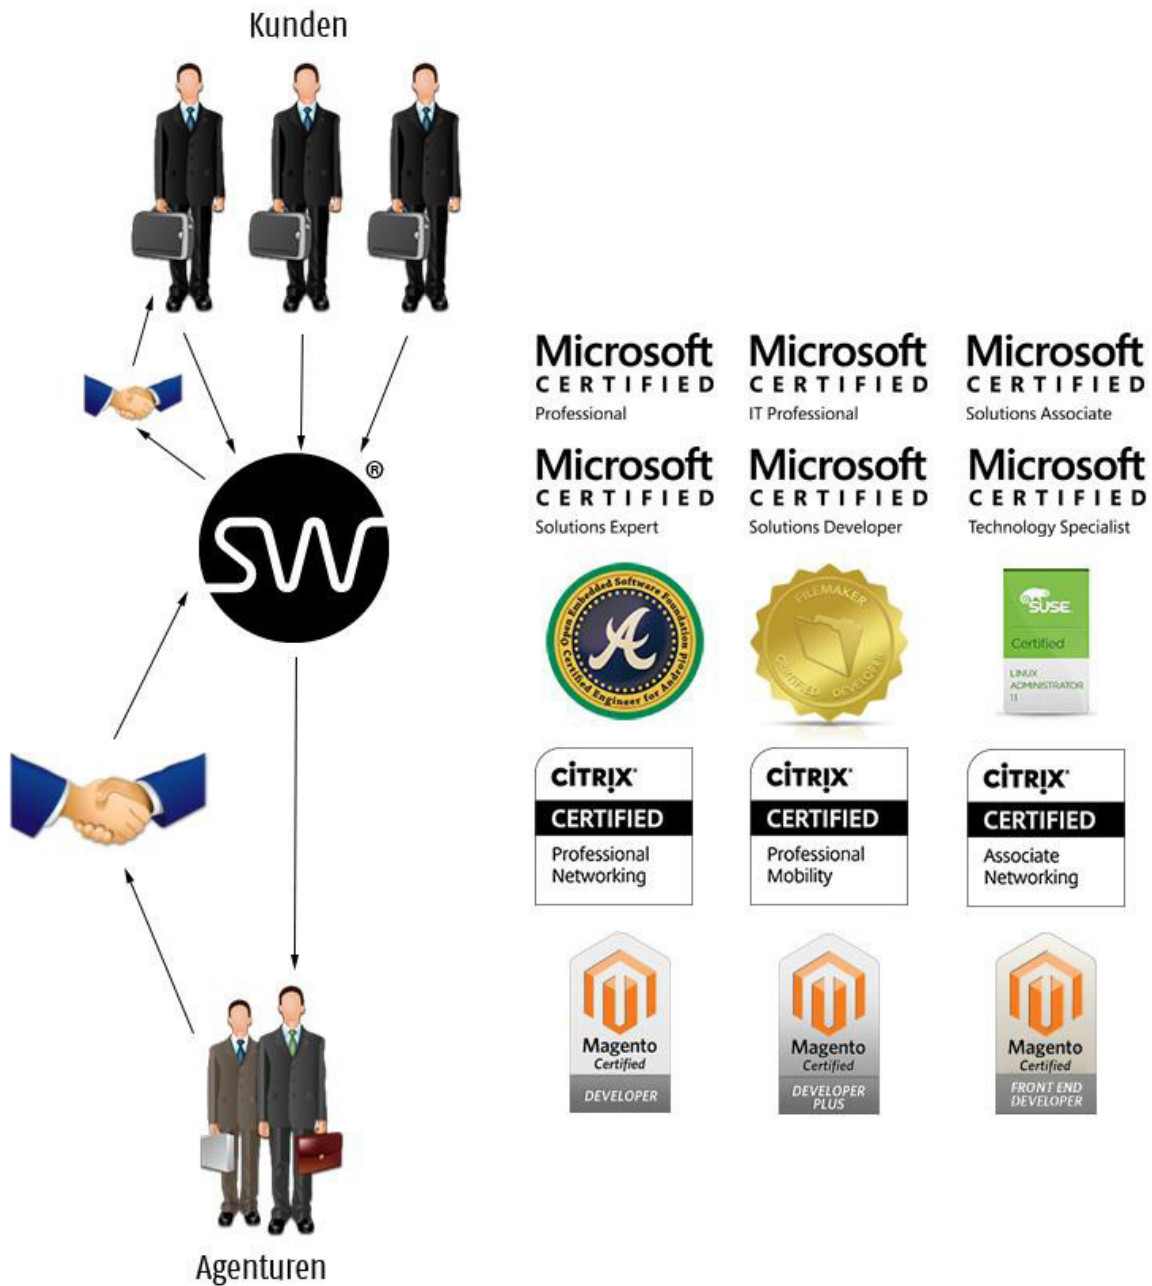 Kunden
SW®
Agenturen
Microsoft
CERTIFIED
Professional
Microsoft
CERTIFIED
IT Professional
Microsoft
CERTIFIED
Solutions Associate
Microsoft
CERTIFIED
Solutions Expert
Microsoft
CERTIFIED
Solutions Developer
Microsoft
CERTIFIED
Technology Specialist
Open Embedded Software Foundation
A
Certified Engineer for Android
FILEMAKER
CERTIFIED DEVELOPER
SUSE
Certified
LINUX
ADMINISTRATOR
11
CITRIX®
CERTIFIED
Professional
Networking
CITRIX®
CERTIFIED
Professional
Mobility
CITRIX®
CERTIFIED
Associate
Networking
Magento
Certified
DEVELOPER
Magento
Certified
DEVELOPER
PLUS
Magento
Certified
FRONT END
DEVELOPER